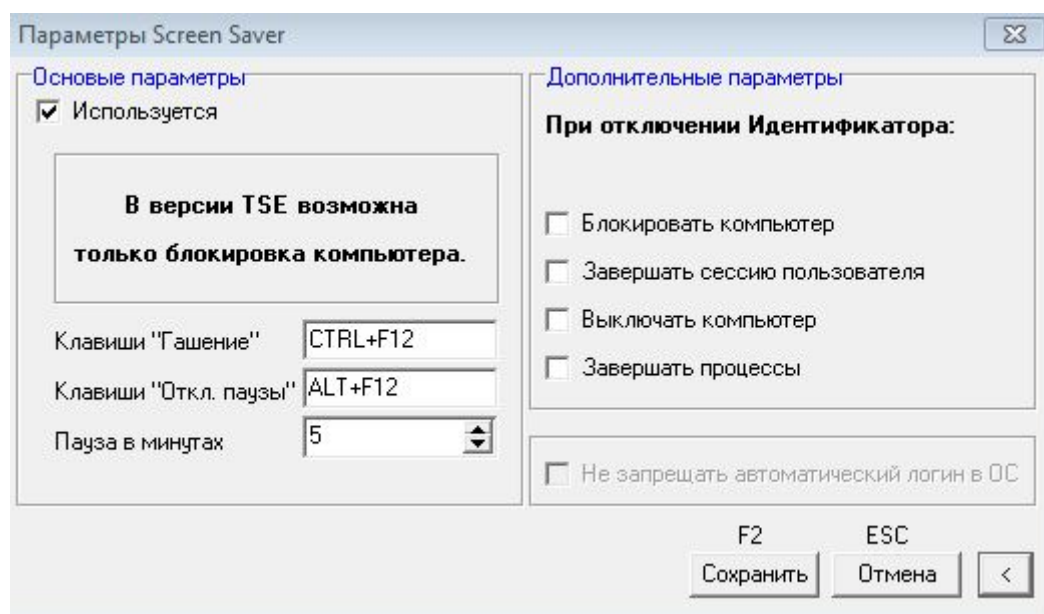 Параметры Screen Saver
Основые параметры
Используется
В версии TSE возможна
только блокировка компьютера.
Клавиши "Гашение" CTRL+F12
Клавиши "Откл. паузы" ALT+F12
Пауза в минутах 5
Дополнительные параметры
При отключении Идентификатора:
Блокировать компьютер
Завершать сессию пользователя
Выключать компьютер
Завершать процессы
Не запрещать автоматический логин в ОС
F2 ESC
Сохранить Отмена <